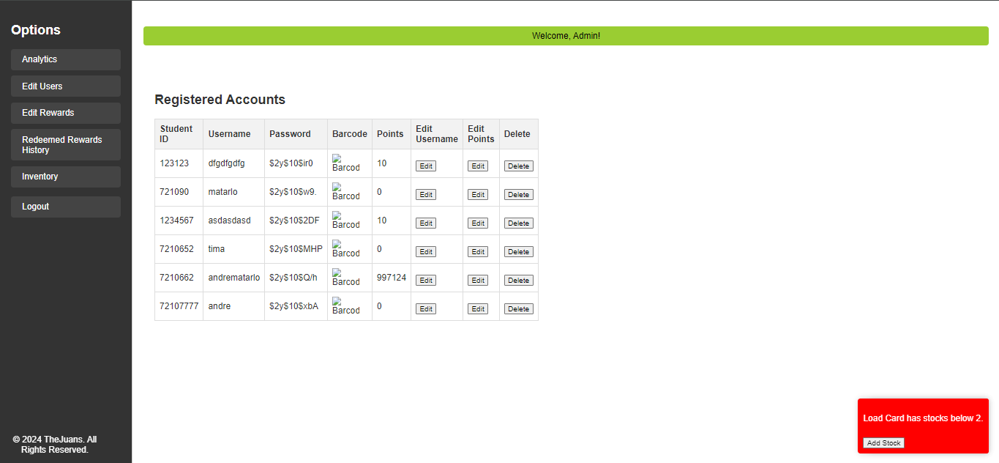 Options
Analytics
Edit Users
Edit Rewards
Redeemed Rewards
History
Inventory
Logout
© 2024 TheJuans. All
Rights Reserved.
Welcome, Admin!
Registered Accounts
Student ID Username Password Barcode Points Edit Username Edit Points Delete
123123 dfgdfgdfg $2y$10$ir0 Barcod 10 Edit Edit Delete
721090 matarlo $2y$10$w9. Barcod 0 Edit Edit Delete
1234567 asdasdasd $2y$10$2DF Barcod 10 Edit Edit Delete
7210652 tima $2y$10$MHP Barcod 0 Edit Edit Delete
7210662 andrematarlo $2y$10$Q/h Barcod 997124 Edit Edit Delete
72107777 andre $2y$10$xbA Barcod 0 Edit Edit Delete
Load Card has stocks below 2.
Add Stock